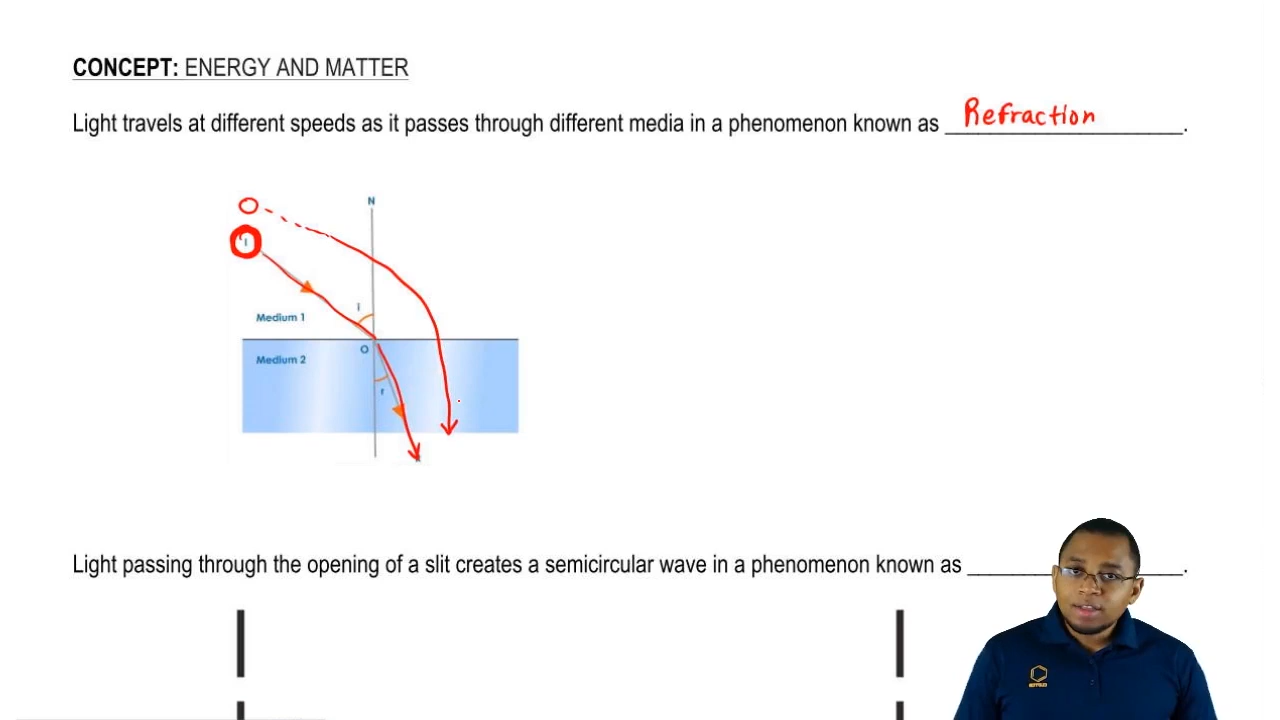 CONCEPT: ENERGY AND MATTER
Light travels at different speeds as it passes through different media in a phenomenon known as Refraction.
N
I
i
Medium 1
O
Medium 2
r
Light passing through the opening of a slit creates a semicircular wave in a phenomenon known as